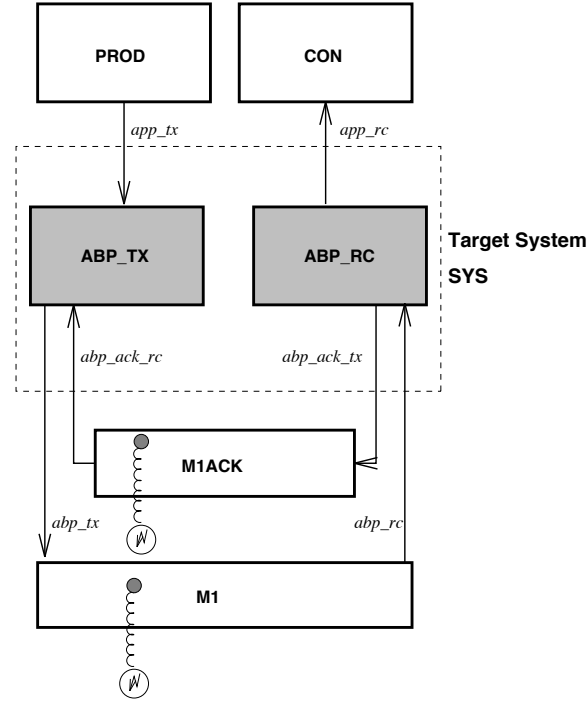 PROD
CON
app_tx
app_rc
ABP_TX
ABP_RC
Target System
SYS
abp_ack_rc
abp_ack_tx
M1ACK
abp_tx
abp_rc
M1